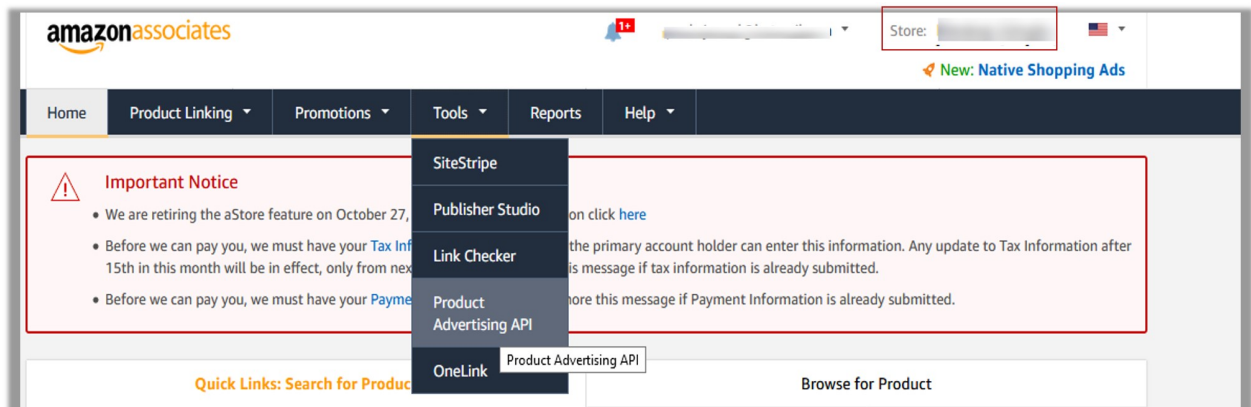 amazonassociates
1+
Store:
New: Native Shopping Ads
Home Product Linking Promotions Tools Reports Help
SiteStripe
Publisher Studio
Link Checker
Product
Advertising API
OneLink
Product Advertising API
Important Notice
We are retiring the aStore feature on October 27, on click here
Before we can pay you, we must have your Tax Inf the primary account holder can enter this information. Any update to Tax Information after
15th in this month will be in effect, only from nex is message if tax information is already submitted.
Before we can pay you, we must have your Payme nore this message if Payment Information is already submitted.
Quick Links: Search for Produc
Browse for Product